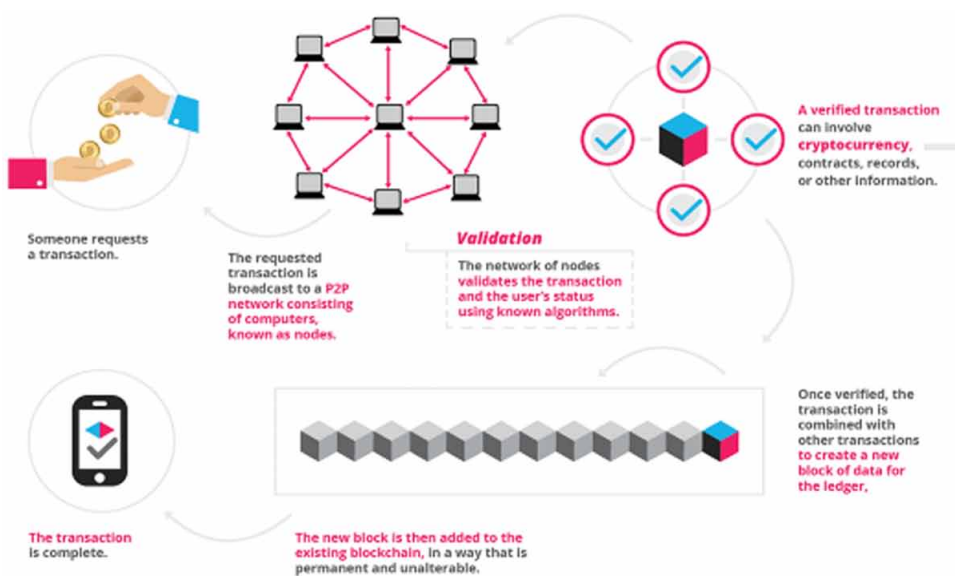 Someone requests
a transaction.
The requested
transaction is
broadcast to a P2P
network consisting
of computers,
known as nodes.
Validation
The network of nodes
validates the transaction
and the user's status
using known algorithms.
A verified transaction
can involve
cryptocurrency,
contracts, records,
or other information.
Once verified, the
transaction is
combined with
other transactions
to create a new
block of data for
the ledger,
The new block is then added to the
existing blockchain, in a way that is
permanent and unalterable.
The transaction
is complete.